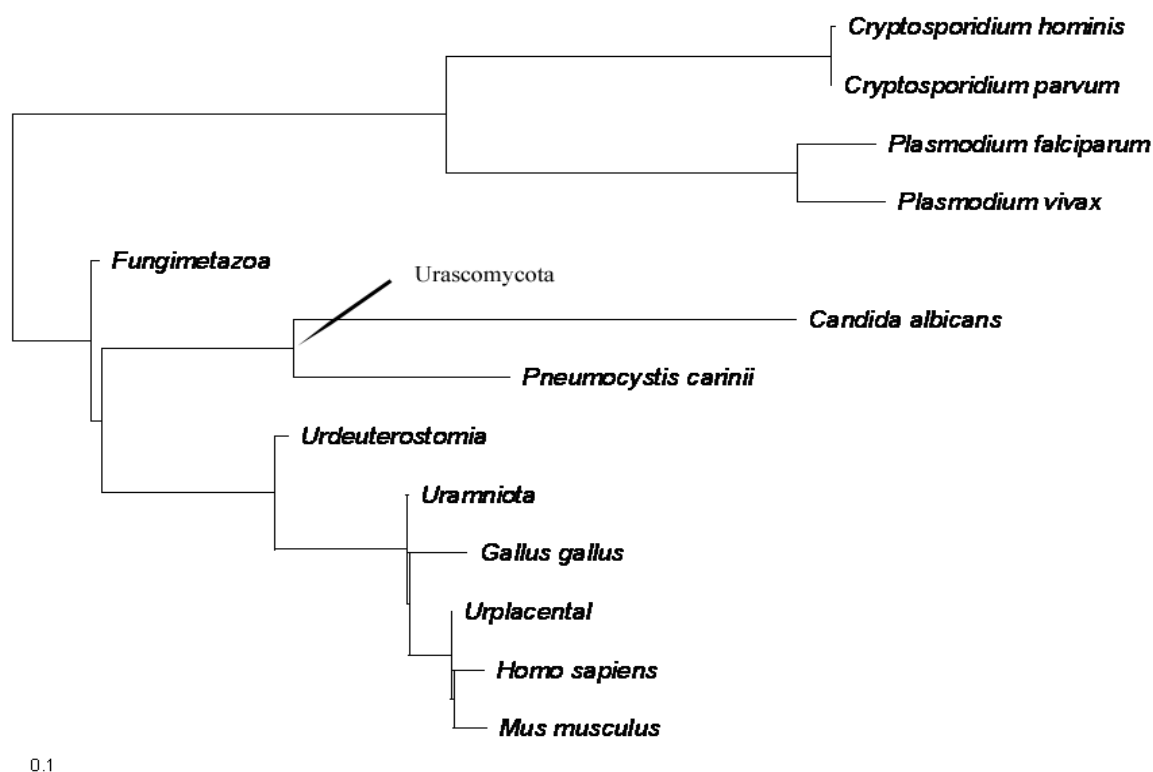 Cryptosporidium hominis
Cryptosporidium parvum
Plasmodium falciparum
Plasmodium vivax
Fungimetazoa
Urascomycota
Candida albicans
Pneumocystis carinii
Urdeuterostomia
Uramniota
Gallus gallus
Urplacental
Homo sapiens
Mus musculus
0.1